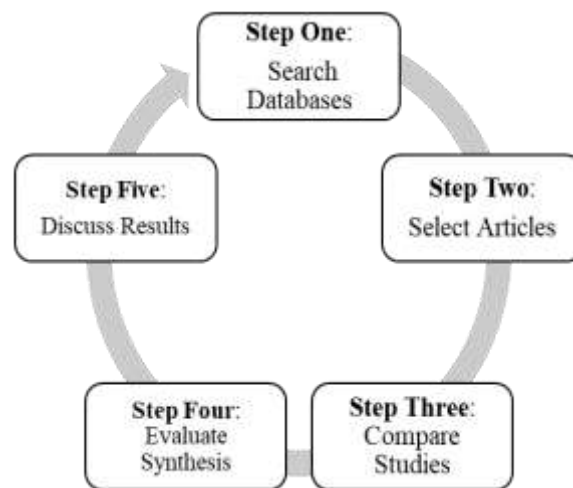 Step One:
Search
Databases
Step Two:
Select Articles
Step Three:
Compare
Studies
Step Four:
Evaluate
Synthesis
Step Five:
Discuss Results